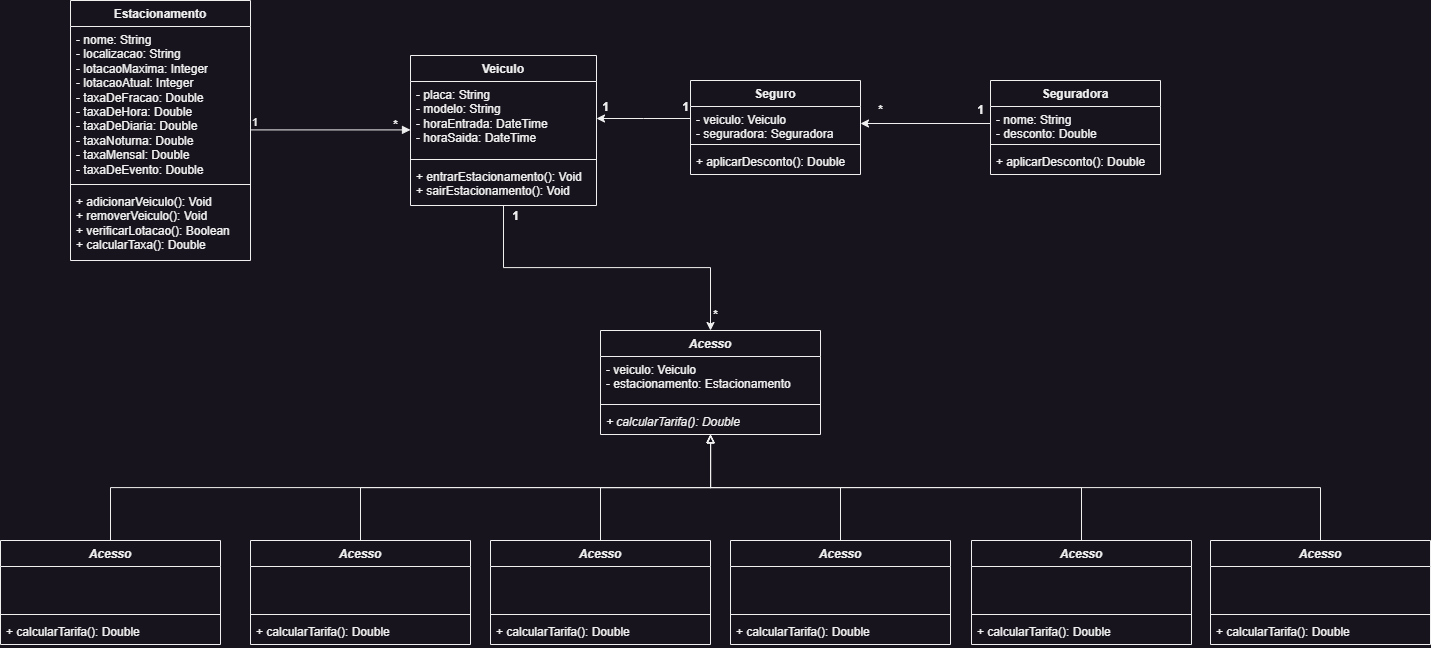 Estacionamento
- nome: String
- localizacao: String
- lotacaoMaxima: Integer
- lotacaoAtual: Integer
- taxaDeFracao: Double
- taxaDeHora: Double
- taxaDeDiaria: Double
- taxaNoturna: Double
- taxaMensal: Double
- taxaDeEvento: Double
+ adicionarVeiculo(): Void
+ removerVeiculo(): Void
+ verificarLotacao(): Boolean
+ calcularTaxa(): Double
1
*
Veiculo
- placa: String
- modelo: String
- horaEntrada: DateTime
- horaSaida: DateTime
+ entrarEstacionamento(): Void
+ sairEstacionamento(): Void
1
1
Seguro
- veiculo: Veiculo
- seguradora: Seguradora
+ aplicarDesconto(): Double
*
1
Seguradora
- nome: String
- desconto: Double
+ aplicarDesconto(): Double
1
*
Acesso
- veiculo: Veiculo
- estacionamento: Estacionamento
+ calcularTarifa(): Double
Acesso
+ calcularTarifa(): Double
Acesso
+ calcularTarifa(): Double
Acesso
+ calcularTarifa(): Double
Acesso
+ calcularTarifa(): Double
Acesso
+ calcularTarifa(): Double
Acesso
+ calcularTarifa(): Double